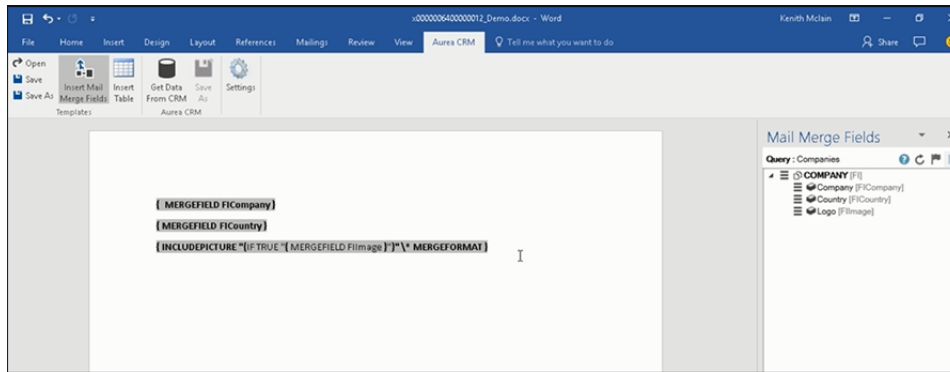 x0000006400000012_Demo.docx - Word
Kenith Mclain
File Home Insert Design Layout References Mailings Review View Aurea CRM Tell me what you want to do
Share
Open
Save
Save As
Insert Mail Merge Fields
Insert Table
Get Data From CRM
Save As
Settings
Templates
Aurea CRM
{ MERGEFIELD FICompany}
{ MERGEFIELD FICountry}
{ INCLUDEPICTURE "{IF TRUE "{ MERGEFIELD FIImage }"}"\* MERGEFORMAT }
Mail Merge Fields
Query : Companies
COMPANY [FI]
Company [FICompany]
Country [FICountry]
Logo [FIImage]